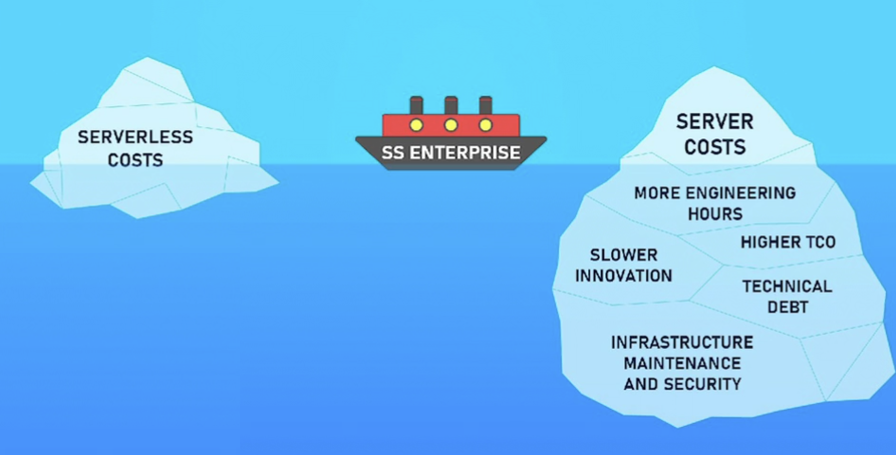 SERVERLESS
COSTS
SS ENTERPRISE
SERVER
COSTS
MORE ENGINEERING
HOURS
SLOWER
INNOVATION
HIGHER TCO
TECHNICAL
DEBT
INFRASTRUCTURE
MAINTENANCE
AND SECURITY